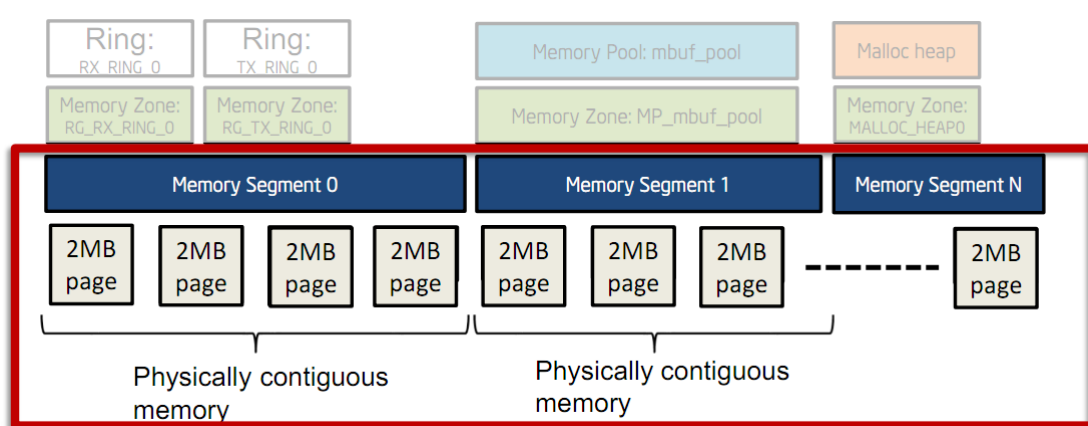 Ring:
RX_RING_0
Ring:
TX_RING_0
Memory Pool: mbuf_pool
Malloc heap
Memory Zone:
RG_RX_RING_0
Memory Zone:
RG_TX_RING_0
Memory Zone: MP_mbuf_pool
Memory Zone:
MALLOC_HEAP0
Memory Segment 0
Memory Segment 1
Memory Segment N
2MB
page
2MB
page
2MB
page
2MB
page
2MB
page
2MB
page
2MB
page
2MB
page
Physically contiguous
memory
Physically contiguous
memory